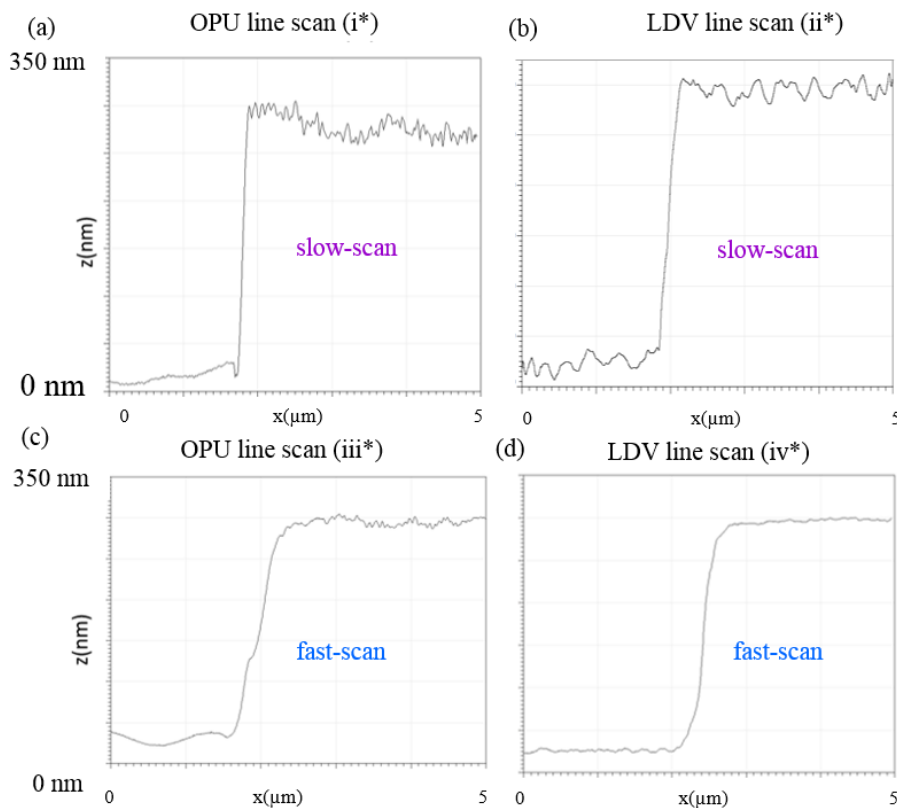 (a) OPU line scan (i*)
350 nm
z(nm)
slow-scan
0 nm
0 x(μm) 5
(b) LDV line scan (ii*)
slow-scan
0 x(μm) 5
(c) OPU line scan (iii*)
350 nm
z(nm)
fast-scan
0 nm
0 x(μm) 5
(d) LDV line scan (iv*)
fast-scan
0 x(μm) 5